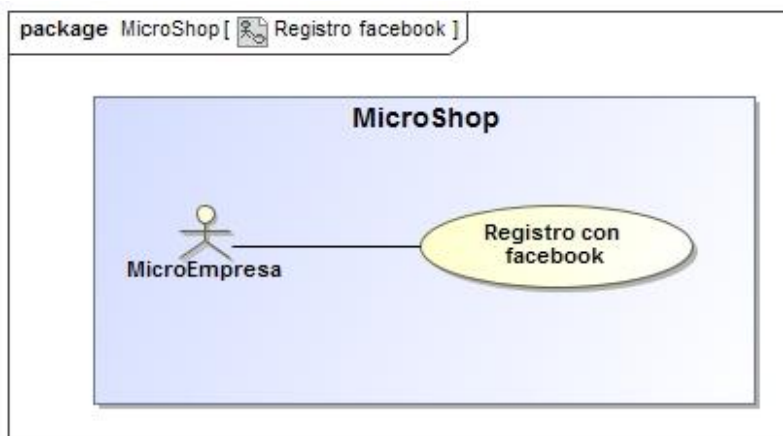 package MicroShop [ Registro facebook ]
MicroShop
MicroEmpresa
Registro con
facebook